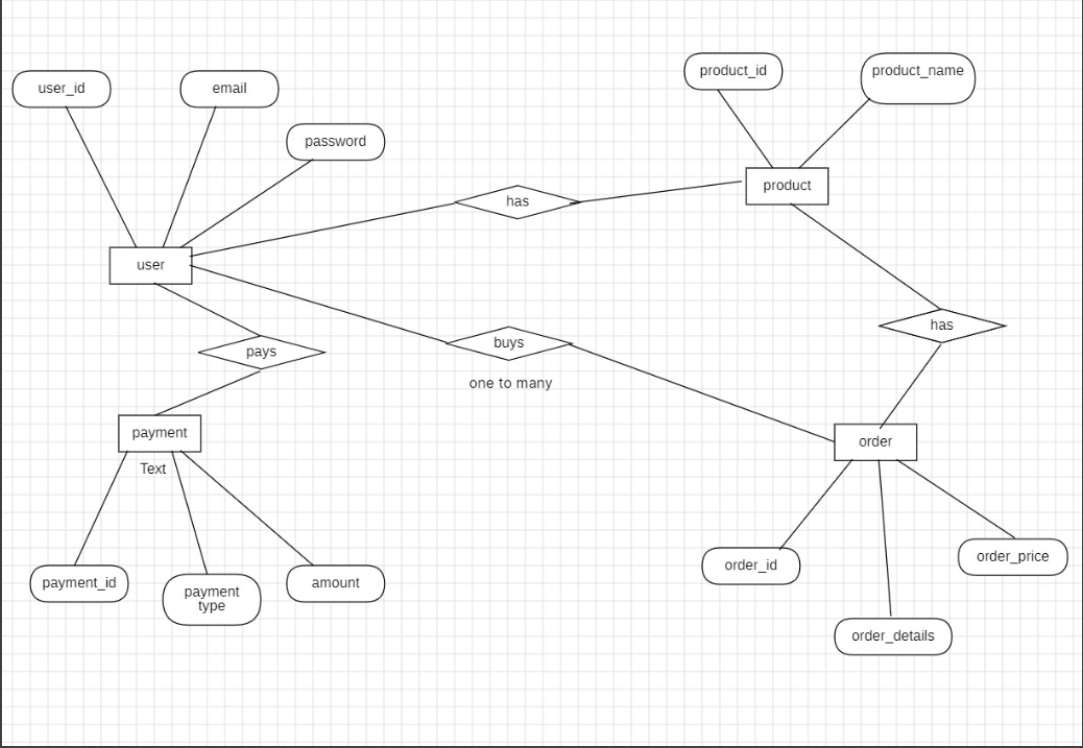 product_id
product_name
user_id
email
password
product
has
user
has
buys
pays
one to many
payment
order
Text
order_price
order_id
payment_id
payment
type
amount
order_details